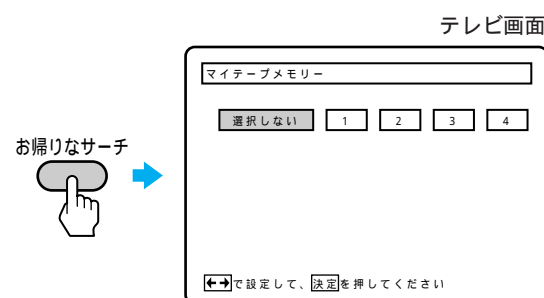 テレビ画面
マイテープメモリー
選択しない 1 2 3 4
お帰りなサーチ
←→で設定して、決定を押してください